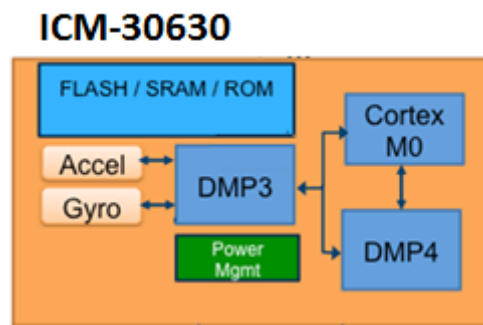 ICM-30630
FLASH / SRAM / ROM
Cortex
M0
Accel
DMP3
Gyro
Power
Mgmt
DMP4